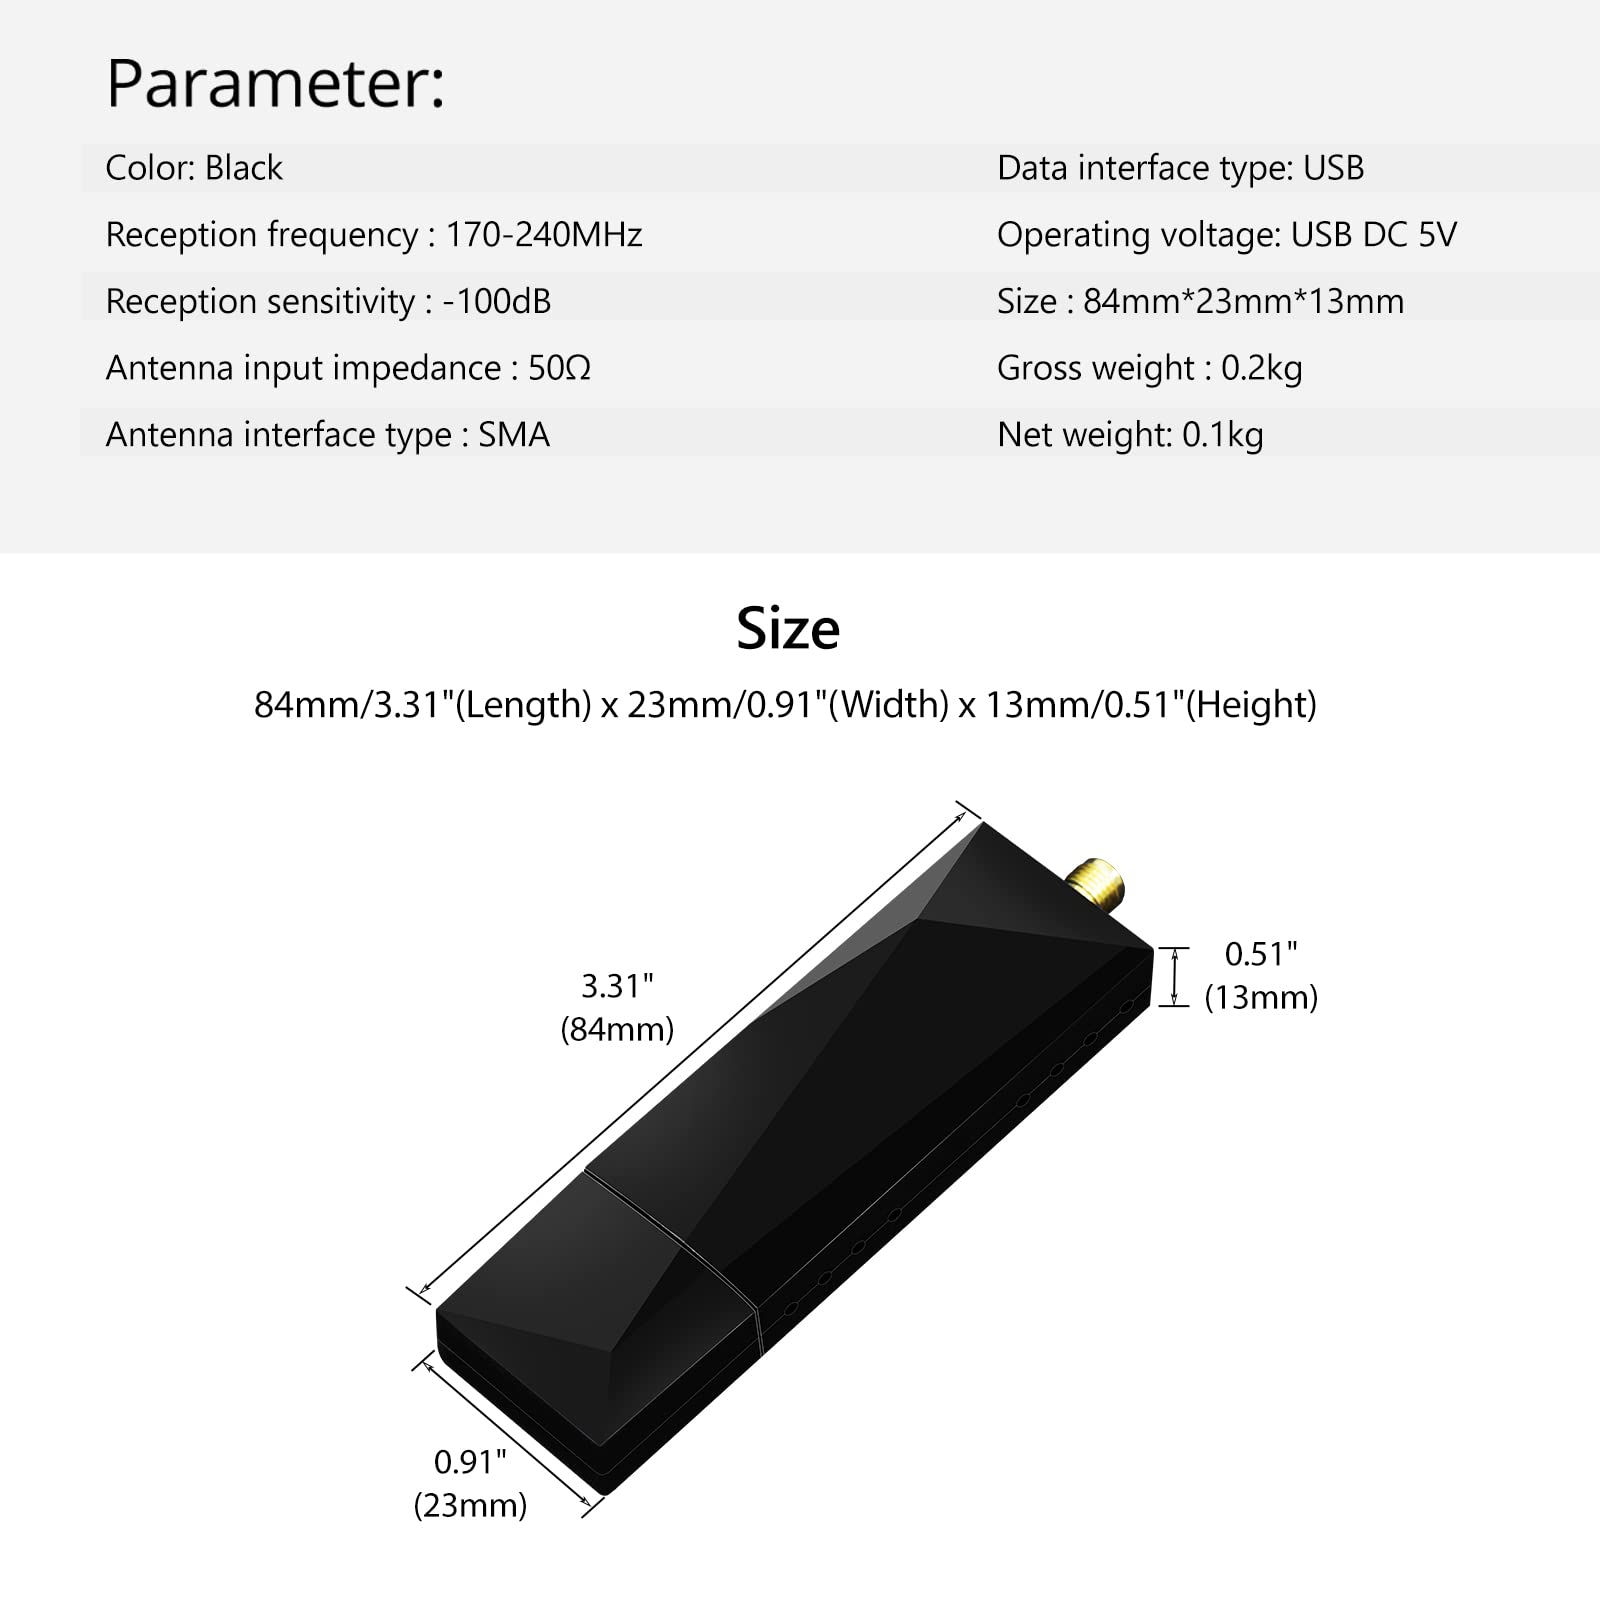 Parameter:
Color: Black
Reception frequency : 170-240MHz
Reception sensitivity : -100dB
Antenna input impedance : 50Ω
Antenna interface type : SMA
Data interface type: USB
Operating voltage: USB DC 5V
Size : 84mm*23mm*13mm
Gross weight : 0.2kg
Net weight: 0.1kg
Size
84mm/3.31"(Length) x 23mm/0.91"(Width) x 13mm/0.51"(Height)
0.51"
(13mm)
3.31"
(84mm)
0.91"
(23mm)